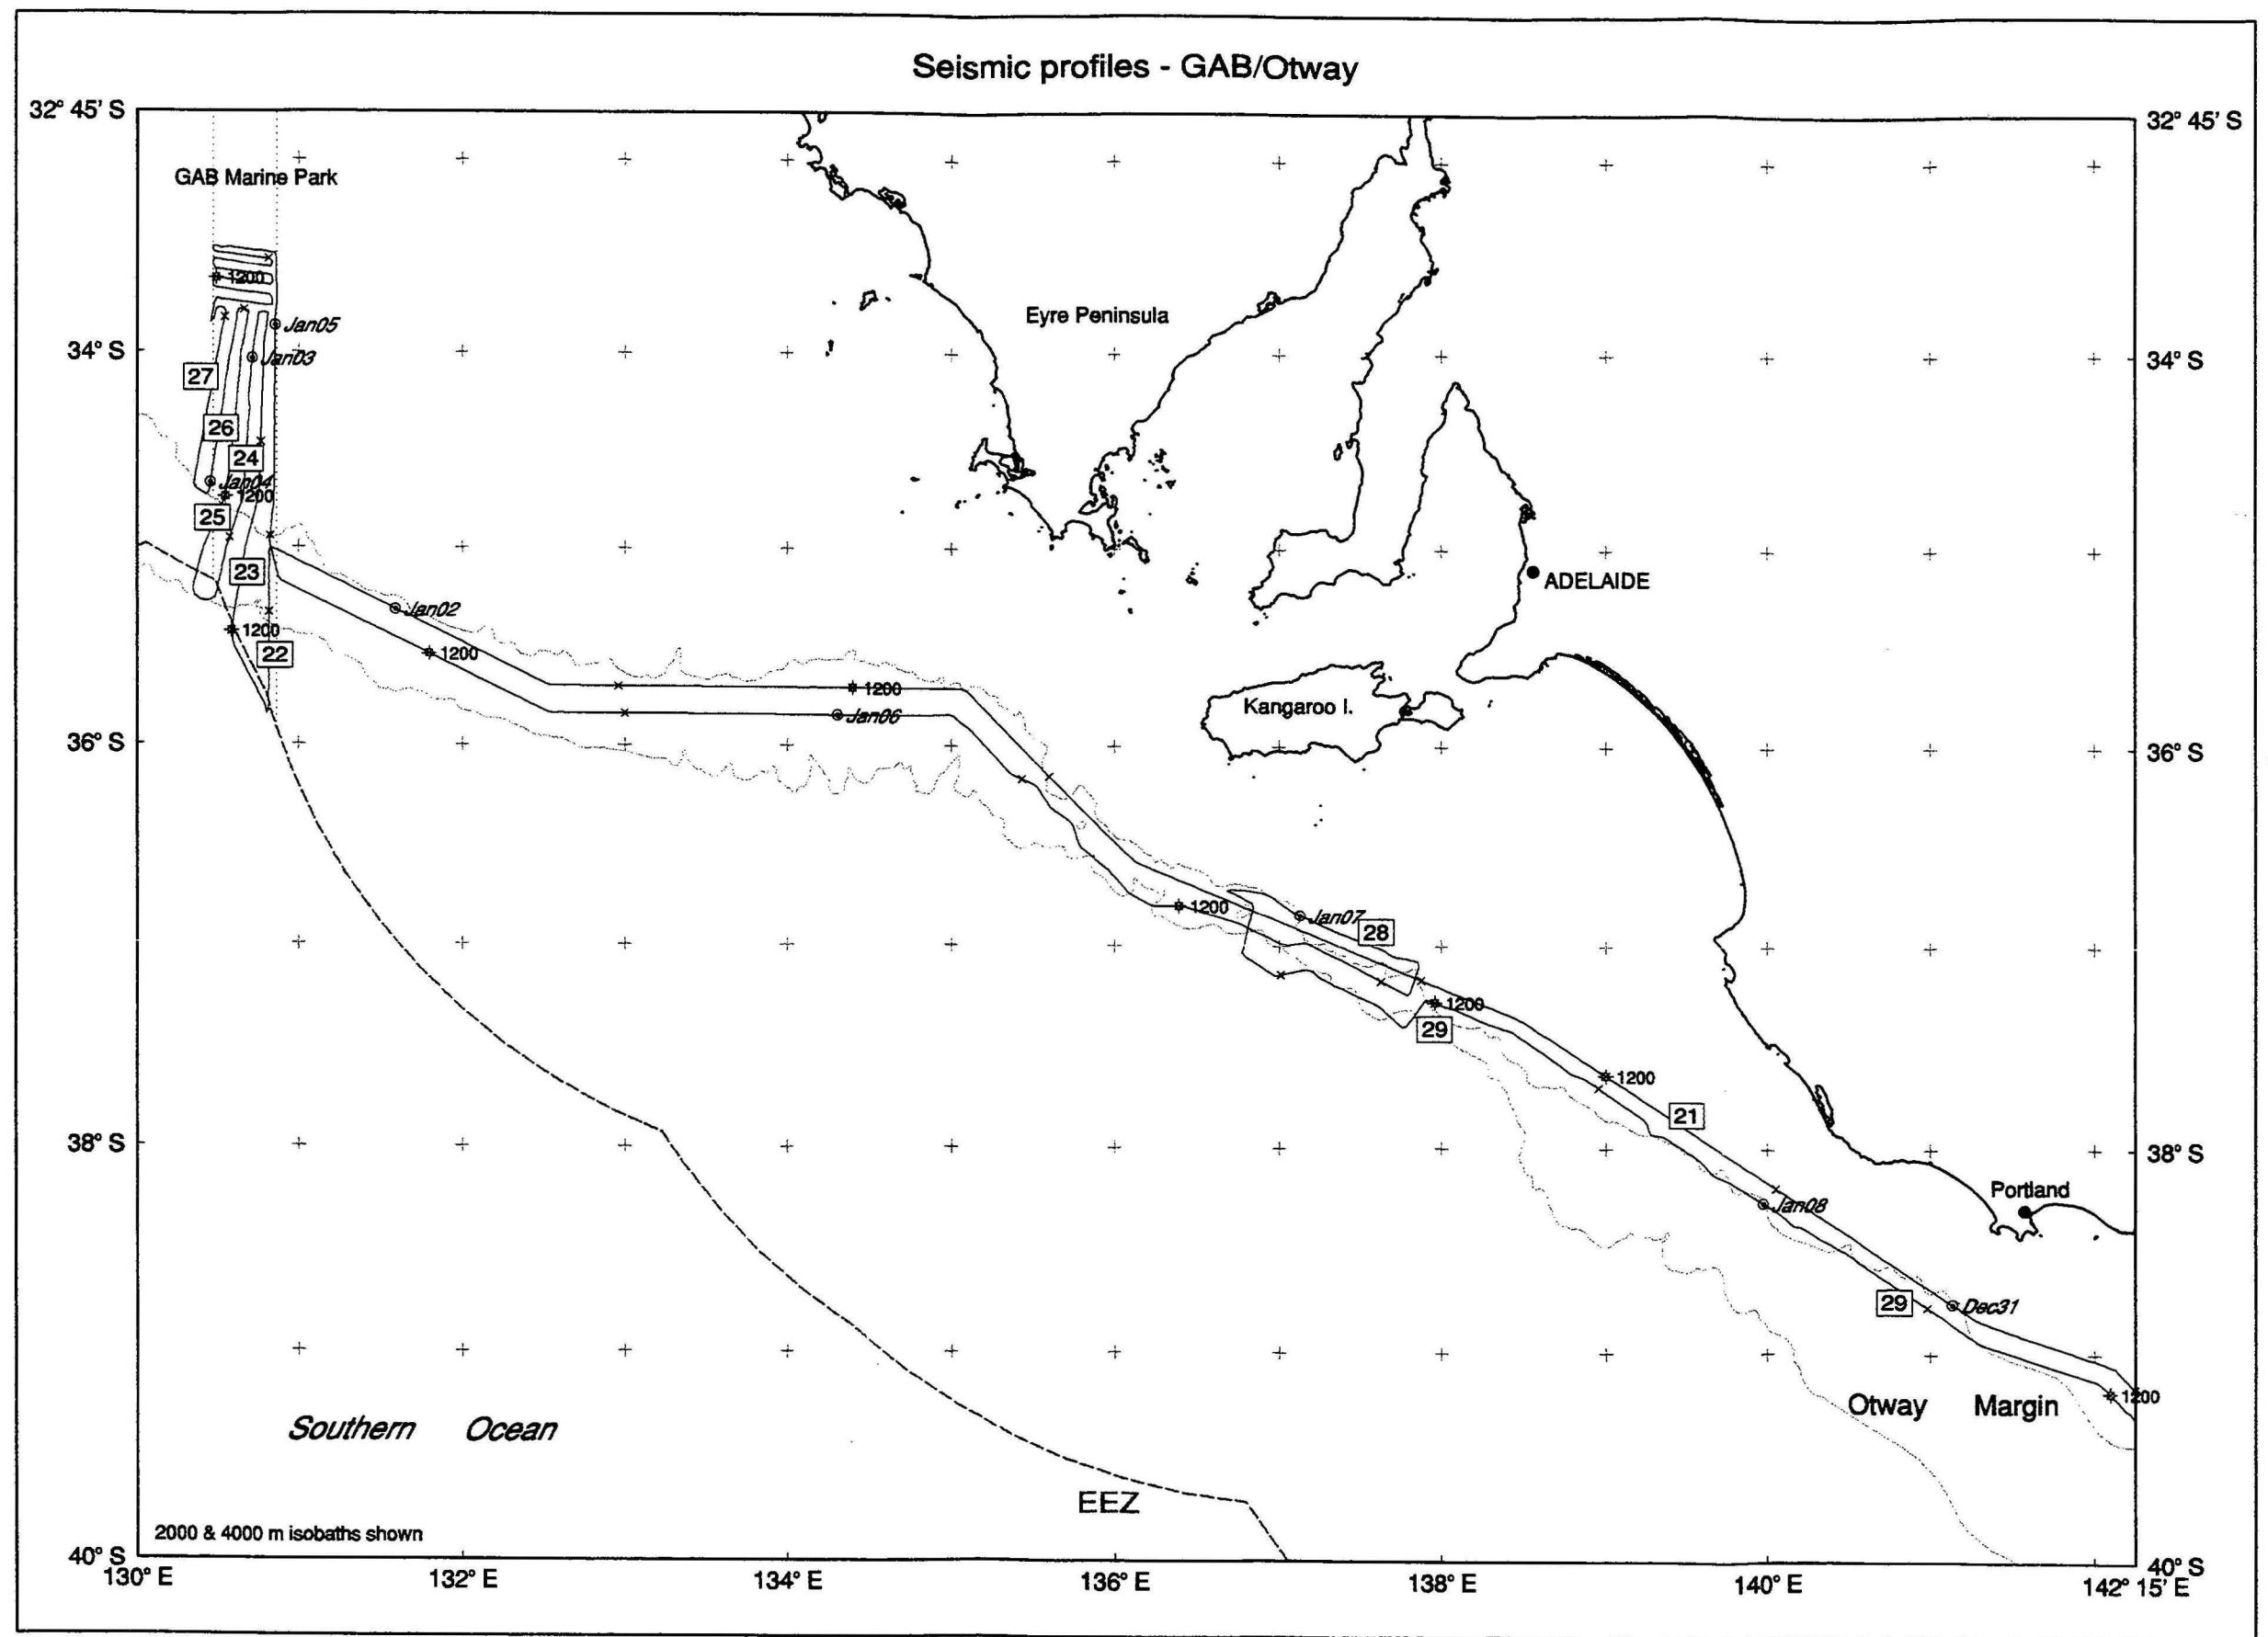 Seismic profiles - GAB/Otway
32° 45' S
32° 45' S
GAB Marine Park
1200
Jan05
Eyre Peninsula
34° S
Jan03
34° S
27
26
24
Jan04
1200
25
23
ADELAIDE
Jan02
1200
22
1200
1200
Kangaroo I.
Jan06
36° S
36° S
1200
Jan07
28
1200
29
1200
21
38° S
38° S
Portland
Jan08
29
Dec31
1200
Otway Margin
Southern Ocean
EEZ
2000 & 4000 m isobaths shown
40° S
40° S
130° E
132° E
134° E
136° E
138° E
140° E
142° 15' E